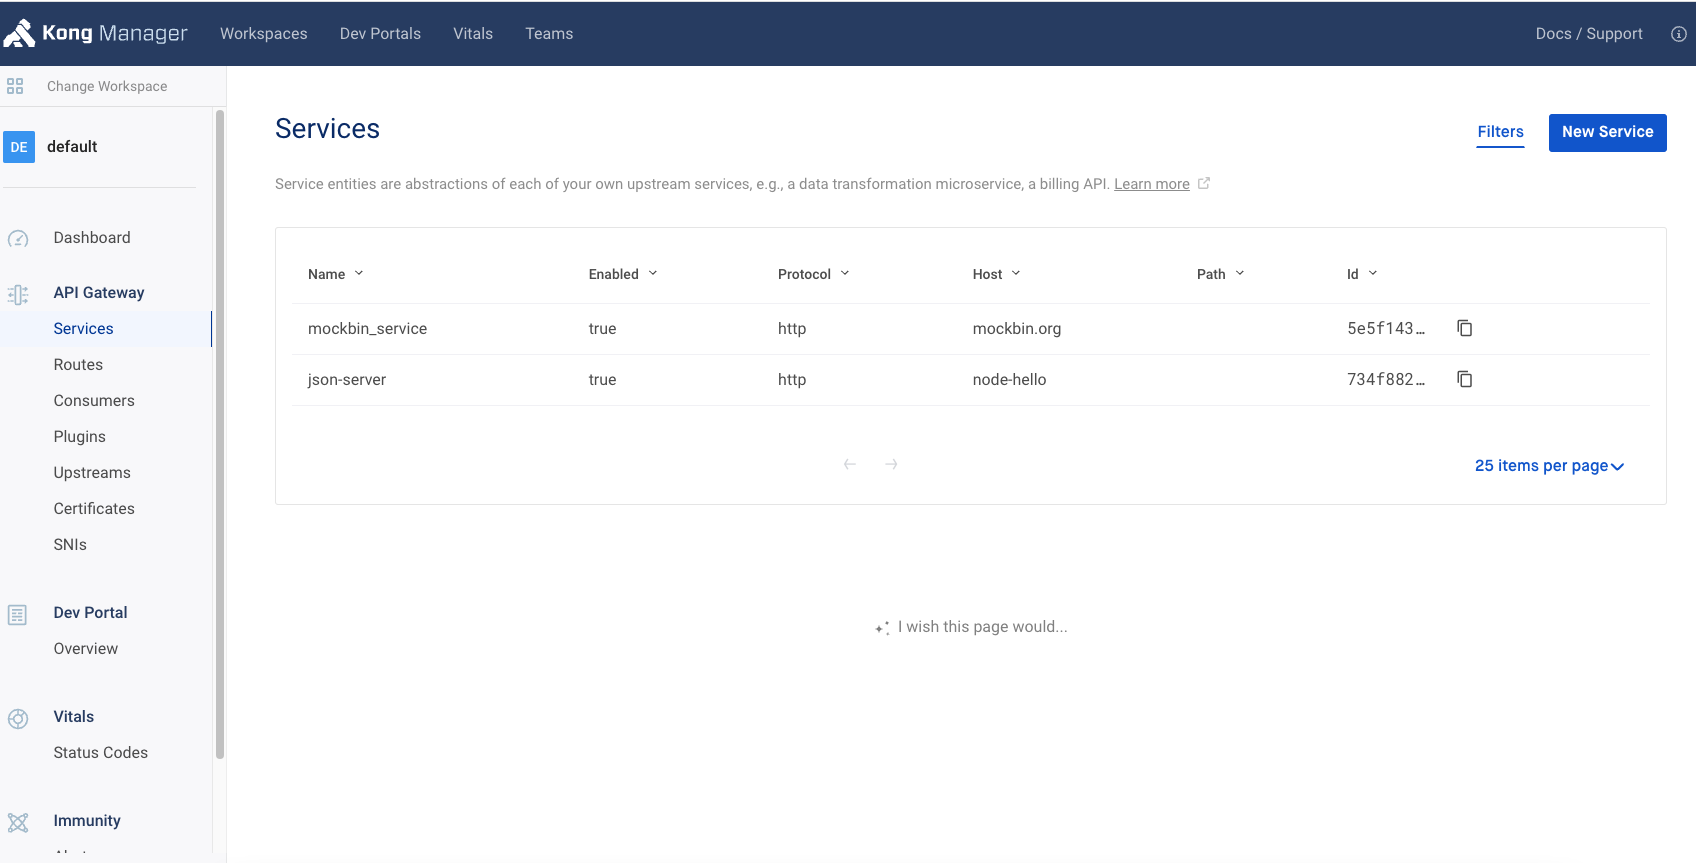 Kong Manager Workspaces Dev Portals Vitals Teams Docs / Support
Change Workspace
DE default
Dashboard
API Gateway
Services
Routes
Consumers
Plugins
Upstreams
Certificates
SNIs
Dev Portal
Overview
Vitals
Status Codes
Immunity
Services
Filters New Service
Service entities are abstractions of each of your own upstream services, e.g., a data transformation microservice, a billing API. Learn more
Name Enabled Protocol Host Path Id
mockbin_service true http mockbin.org 5e5f143…
json-server true http node-hello 734f882…
25 items per page
I wish this page would...